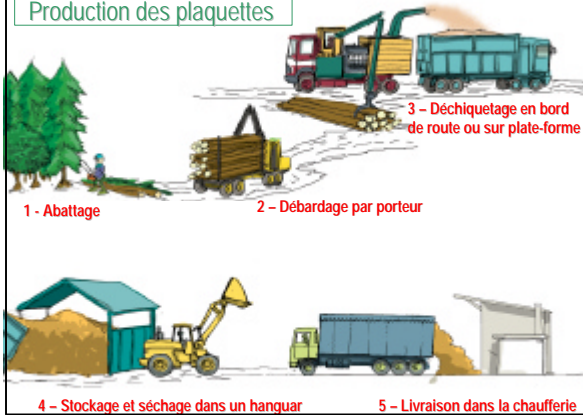 Production des plaquettes
3 – Déchiquetage en bord
de route ou sur plate-forme
1 - Abattage
2 – Débardage par porteur
4 – Stockage et séchage dans un hanguar
5 – Livraison dans la chaufferie